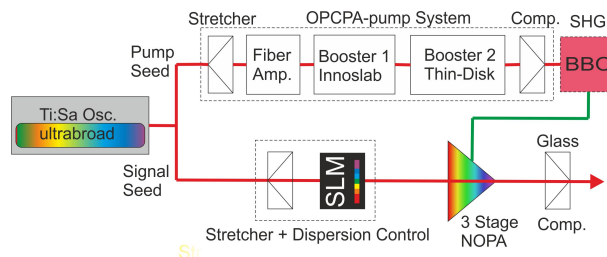 Stretcher
OPCPA-pump System
Comp.
SHG
Pump
Seed
Fiber
Amp.
Booster 1
Innoslab
Booster 2
Thin-Disk
BBO
Ti:Sa Osc.
ultrabroad
Signal
Seed
SLM
Glass
3 Stage
NOPA
Comp.
Stretcher + Dispersion Control